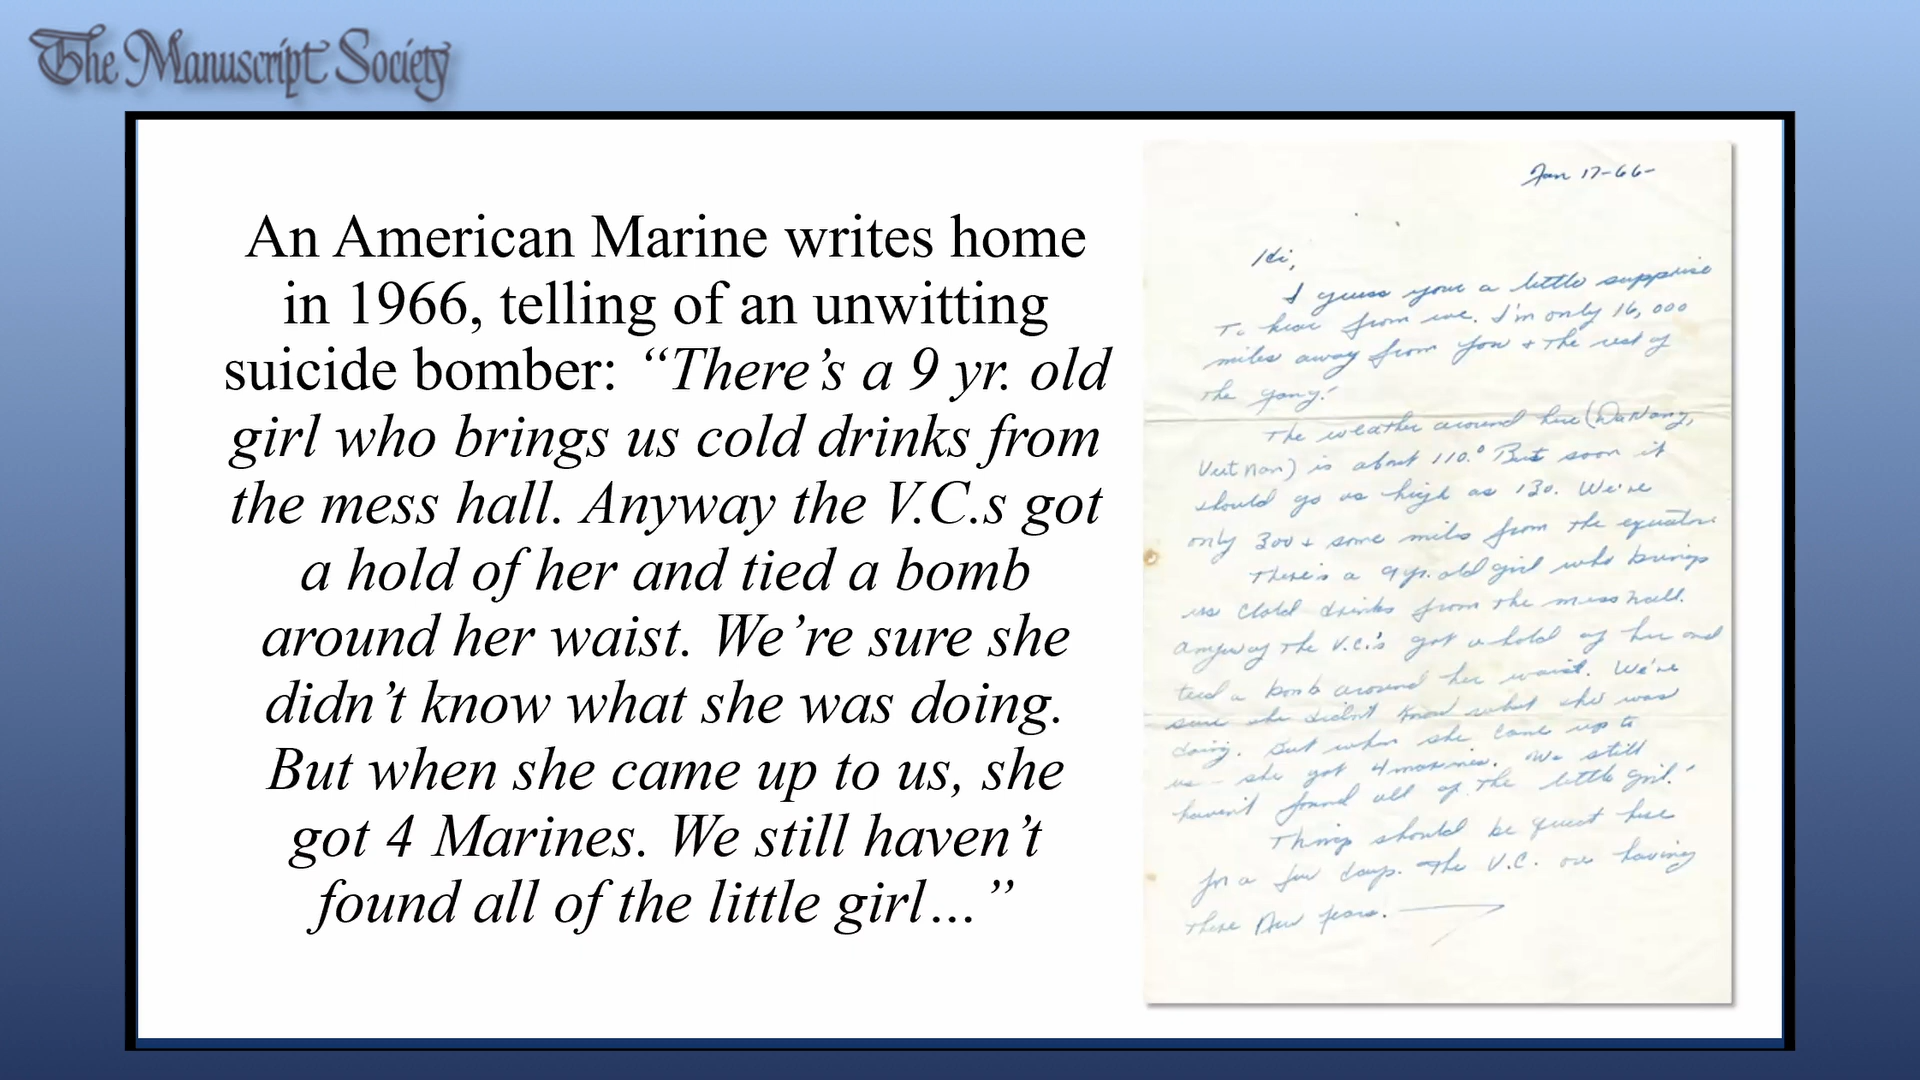 The Manuscript Society
An American Marine writes home
in 1966, telling of an unwitting
suicide bomber: “There’s a 9 yr. old
girl who brings us cold drinks from
the mess hall. Anyway the V.C.s got
a hold of her and tied a bomb
around her waist. We’re sure she
didn’t know what she was doing.
But when she came up to us, she
got 4 Marines. We still haven’t
found all of the little girl…”
Jan 17-66-
Hi,
I guess your a little supprise
To hear from me. I'm only 16,000
miles away from you + the rest of
the gang!
The weather around here (DaNang,
Viet Nam) is about 110.° But soon it
should go as high as 130. We're
only 300 + some miles from the equator.
There's a 9 yr. old girl who brings
us cold drinks from the mess hall.
Anyway the V.C.'s got a hold of her and
tied a bomb around her waist. We're
sure she didn't know what she was
doing. But when she came up to
us - she got 4 marines. We still
haven't found all of the little girl.'
Things should be quiet here
for a few days. The V.C. are having
there New Years.